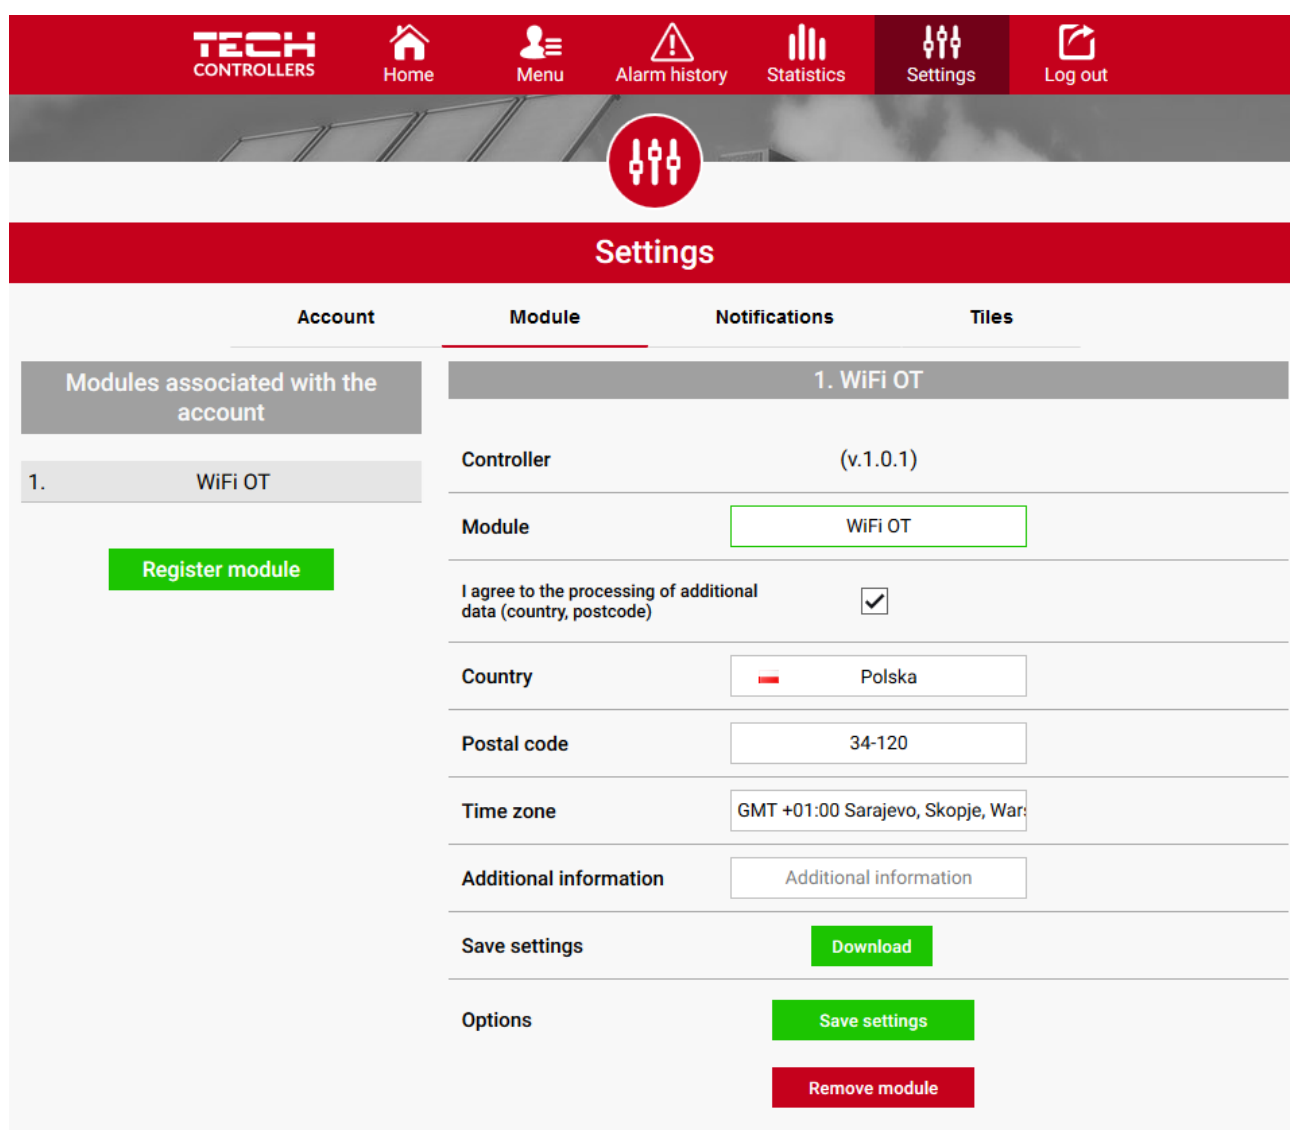 TECH
CONTROLLERS
Home
Menu
Alarm history
Statistics
Settings
Log out
Settings
Account
Module
Notifications
Tiles
Modules associated with the
account
1. WiFi OT
Register module
1. WiFi OT
Controller (v.1.0.1)
Module WiFi OT
I agree to the processing of additional
data (country, postcode)
Country Polska
Postal code 34-120
Time zone GMT +01:00 Sarajevo, Skopje, Wars
Additional information Additional information
Save settings Download
Options Save settings
Remove module